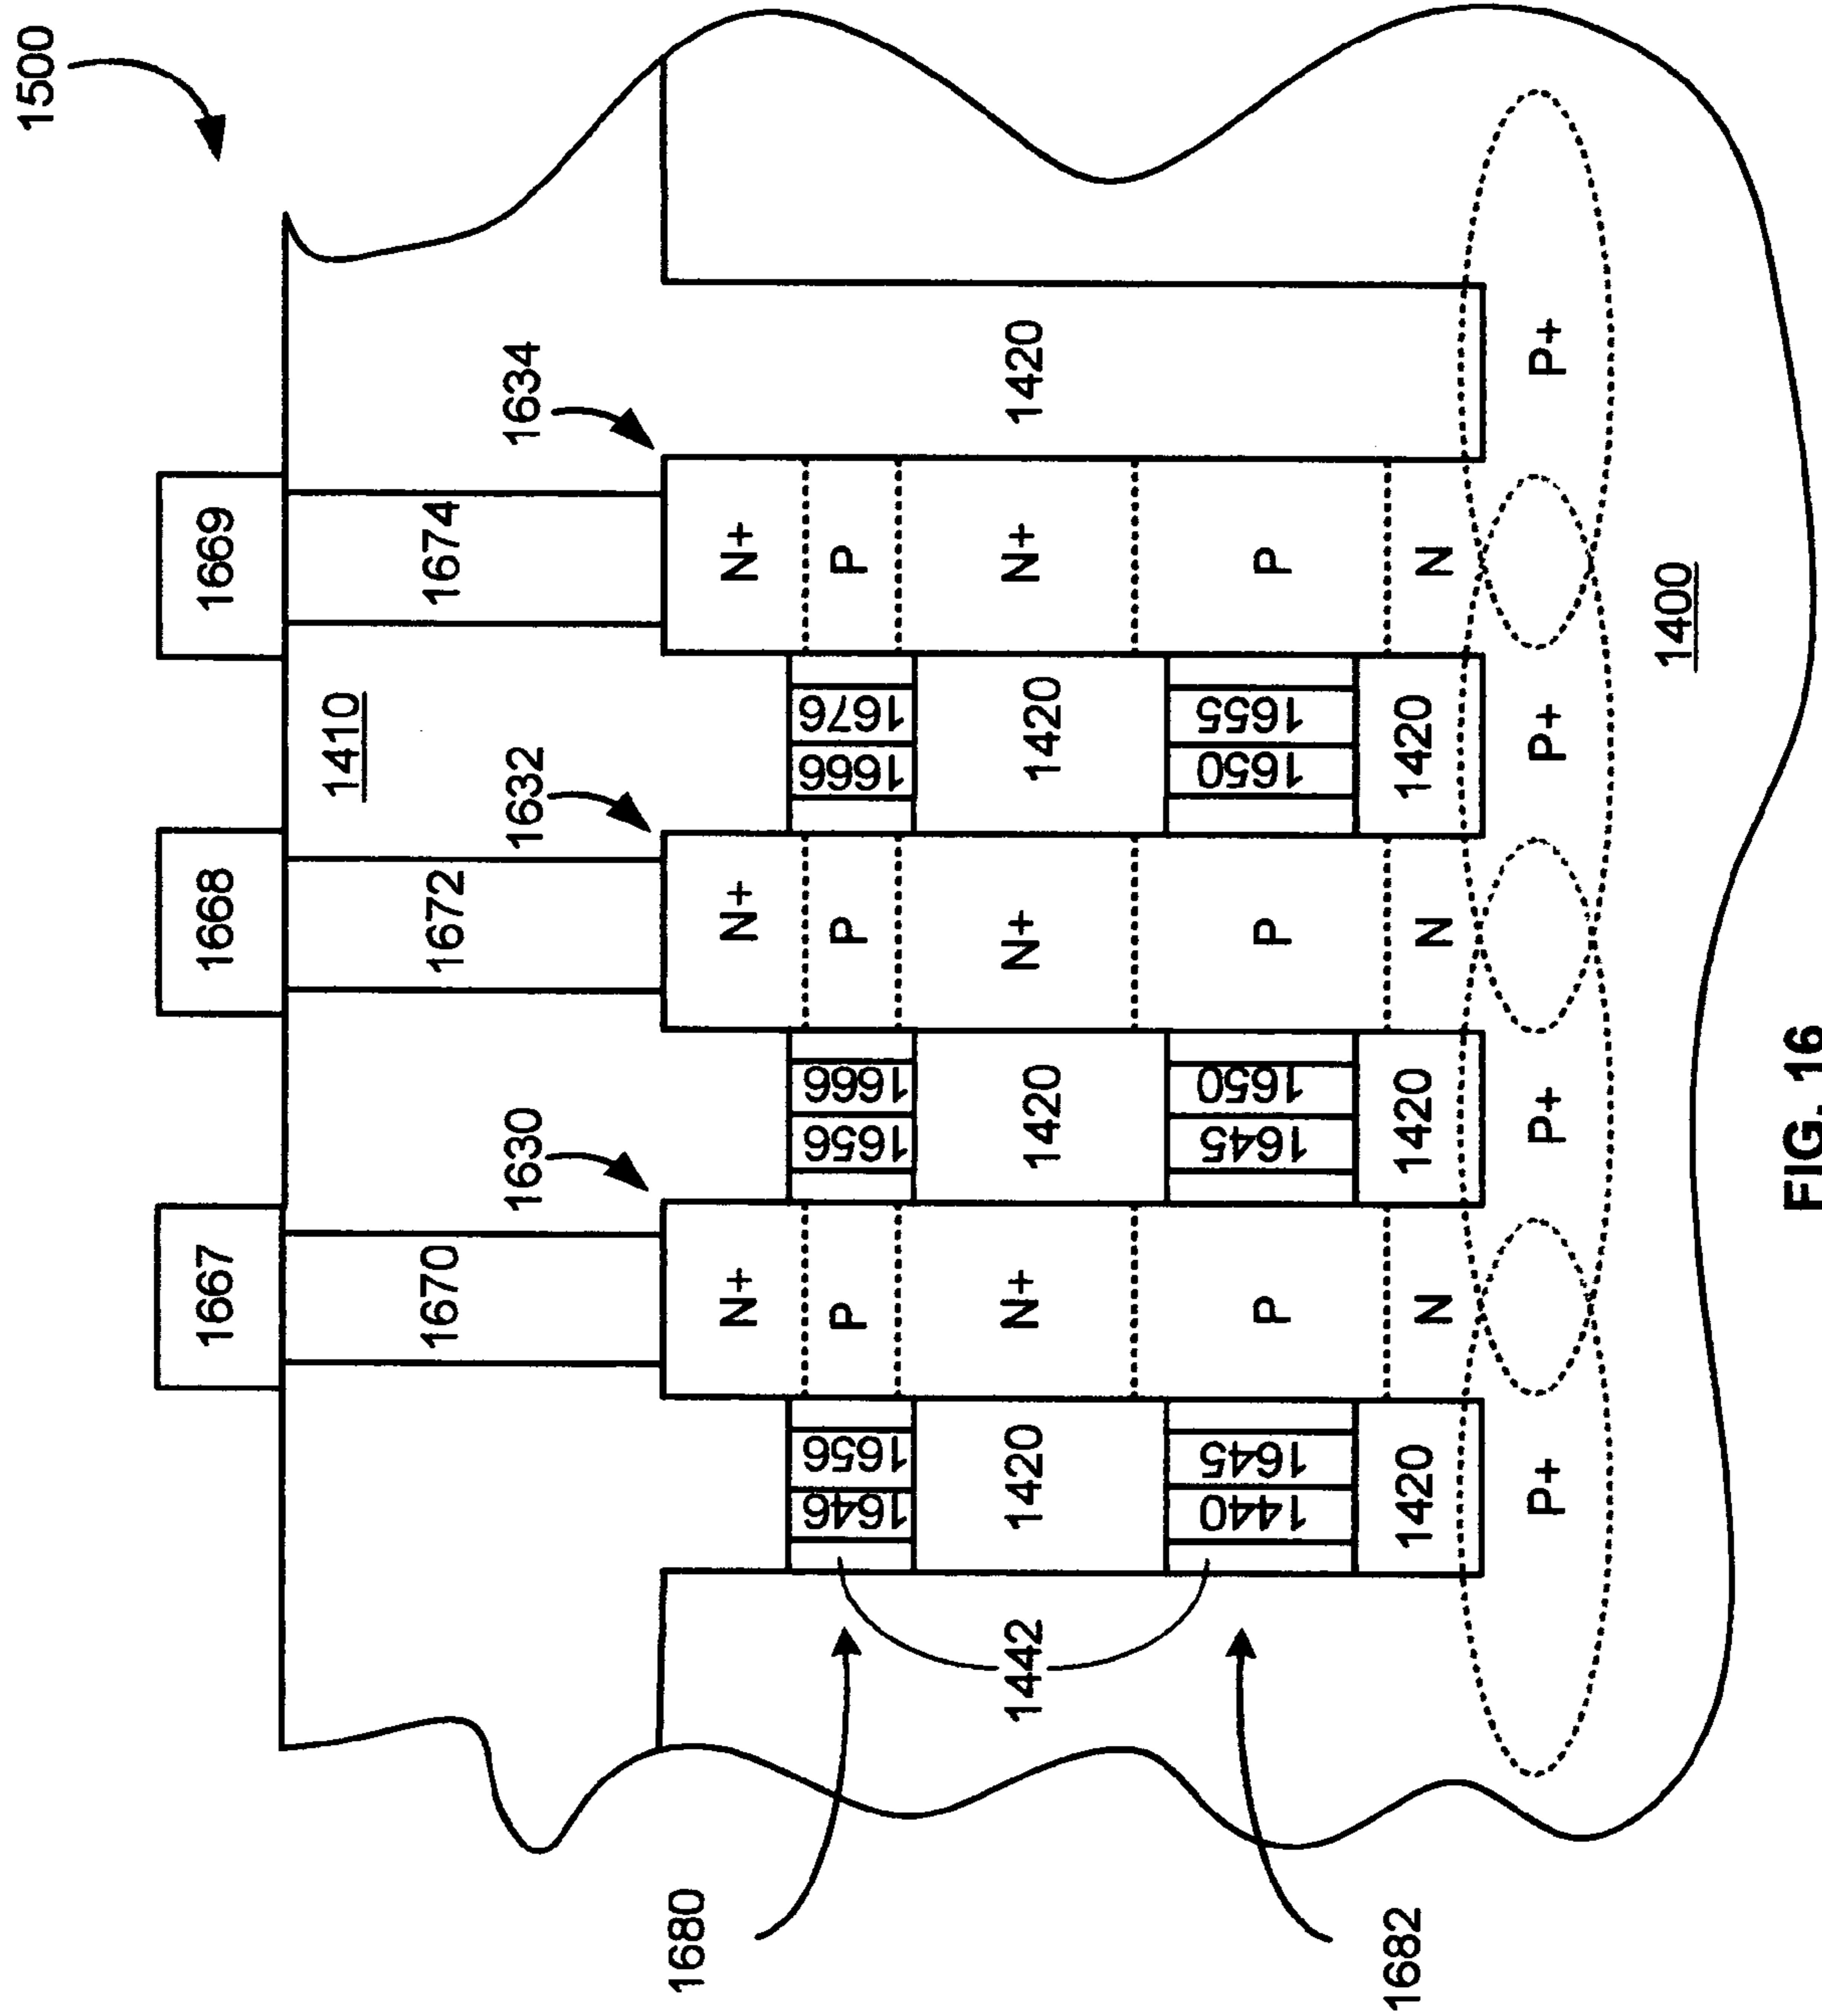 1500
1667 1668 1669
1410
1670 1672 1674
1630 1632 1634
1680
N+ N+ N+
1646 1656 P 1656 1666 P 1666 1676 P
1442 1420 N+ 1420 N+ 1420 N+ 1420
1440 1645 P 1645 1650 P 1650 1655 P
1682 1420 N 1420 N 1420 N
P+ P+ P+ P+
1400
FIG. 16